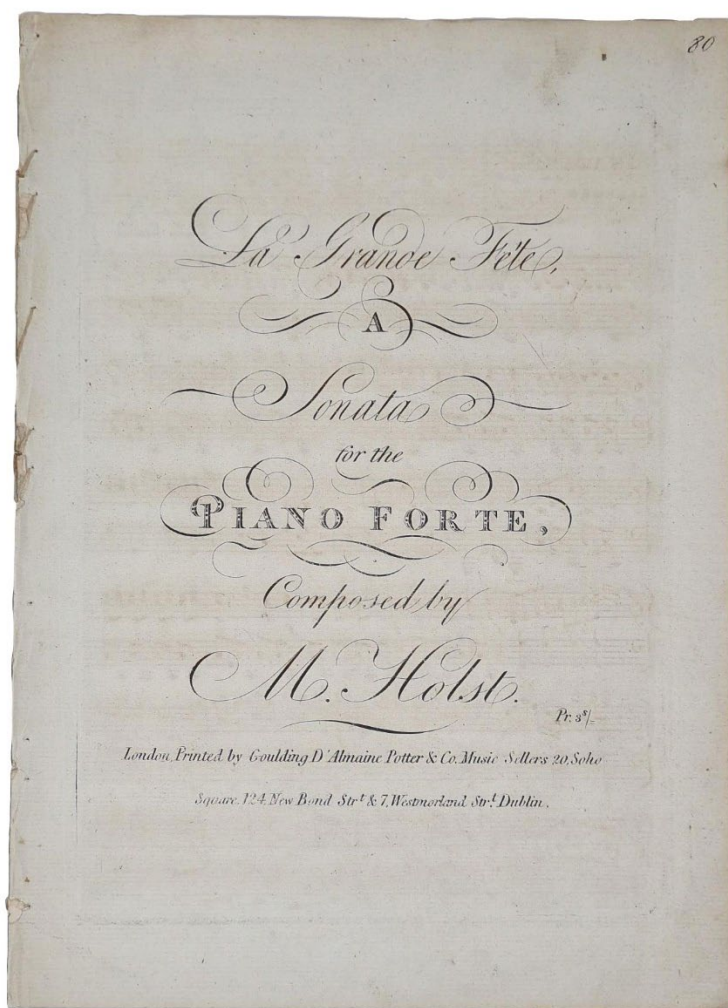 80
La Grande Fête,
A
Sonata
for the
PIANO FORTE,
Composed by
M. Holst.
Pr. 3s/=
London, Printed by Goulding D'Almaine Potter & Co. Music Sellers 20, Soho
Square. 124, New Bond Strt & 7, Westmorland Strt Dublin.